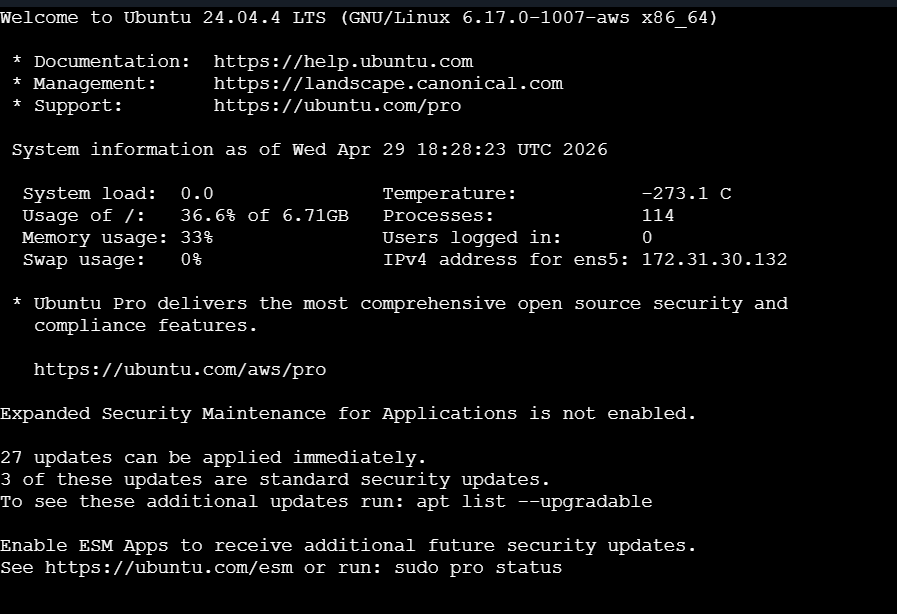 Welcome to Ubuntu 24.04.4 LTS (GNU/Linux 6.17.0-1007-aws x86_64)
* Documentation: https://help.ubuntu.com
* Management: https://landscape.canonical.com
* Support: https://ubuntu.com/pro
System information as of Wed Apr 29 18:28:23 UTC 2026
System load: 0.0 Temperature: -273.1 C
Usage of /: 36.6% of 6.71GB Processes: 114
Memory usage: 33% Users logged in: 0
Swap usage: 0% IPv4 address for ens5: 172.31.30.132
* Ubuntu Pro delivers the most comprehensive open source security and
compliance features.
https://ubuntu.com/aws/pro
Expanded Security Maintenance for Applications is not enabled.
27 updates can be applied immediately.
3 of these updates are standard security updates.
To see these additional updates run: apt list --upgradable
Enable ESM Apps to receive additional future security updates.
See https://ubuntu.com/esm or run: sudo pro status